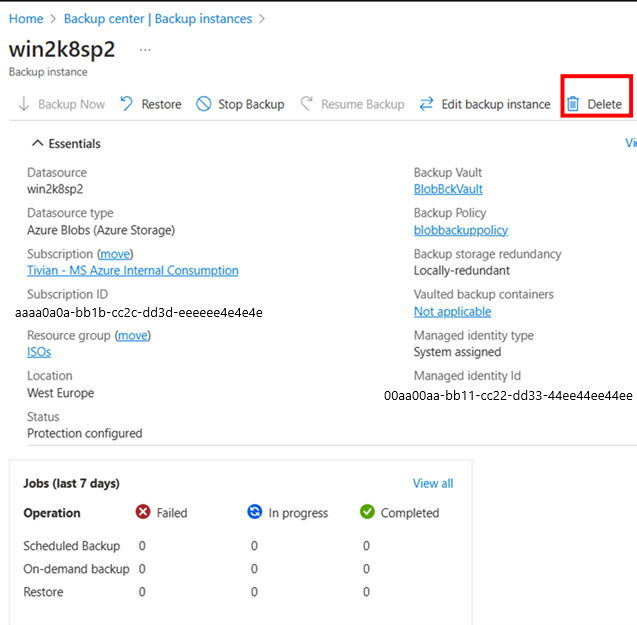 Home > Backup center | Backup instances >
win2k8sp2 ...
Backup instance
Backup Now Restore Stop Backup Resume Backup Edit backup instance Delete
Essentials
Vi
Datasource
win2k8sp2
Datasource type
Azure Blobs (Azure Storage)
Subscription (move)
Tivian - MS Azure Internal Consumption
Subscription ID
aaaa0a0a-bb1b-cc2c-dd3d-eeeeee4e4e4e
Resource group (move)
ISOs
Location
West Europe
Status
Protection configured
Backup Vault
BlobBckVault
Backup Policy
blobbackuppolicy
Backup storage redundancy
Locally-redundant
Vaulted backup containers
Not applicable
Managed identity type
System assigned
Managed identity Id
00aa00aa-bb11-cc22-dd33-44ee44ee44ee
Jobs (last 7 days) View all
Operation Failed In progress Completed
Scheduled Backup 0 0 0
On-demand backup 0 0 0
Restore 0 0 0